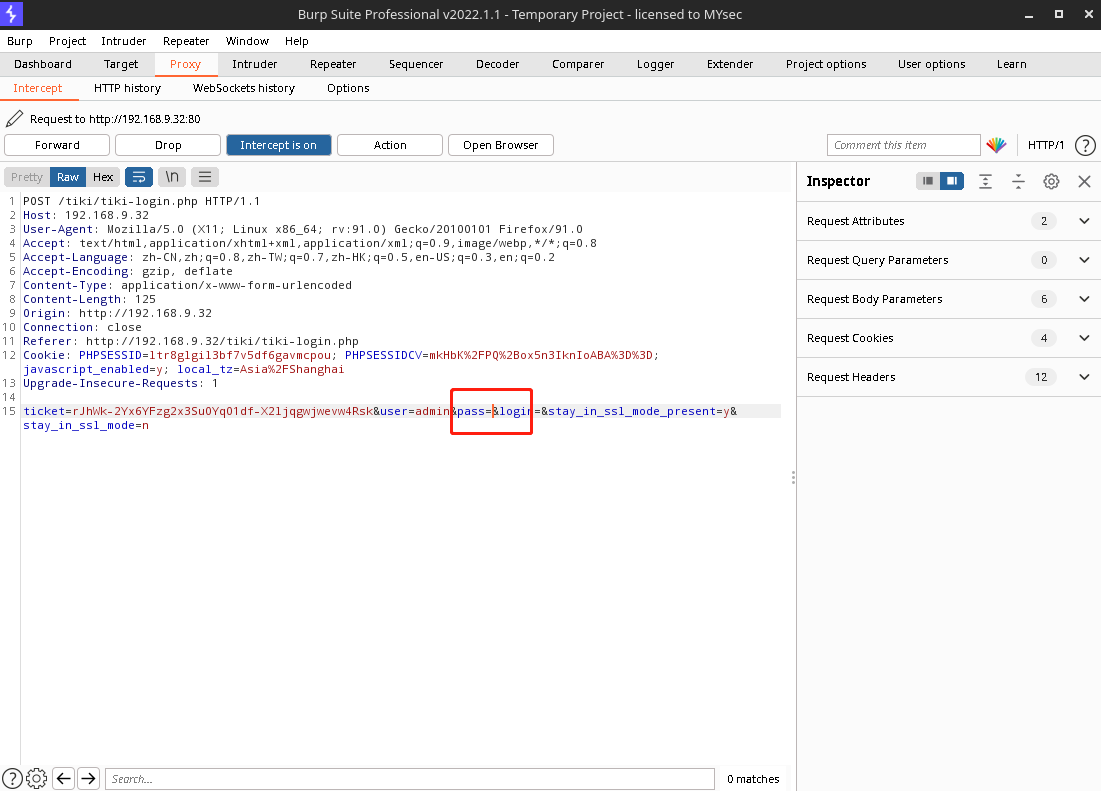 Burp Suite Professional v2022.1.1 - Temporary Project - licensed to MYsec
Burp Project Intruder Repeater Window Help
Dashboard Target Proxy Intruder Repeater Sequencer Decoder Comparer Logger Extender Project options User options Learn
Intercept HTTP history WebSockets history Options
Request to http://192.168.9.32:80
Forward Drop Intercept is on Action Open Browser Comment this item HTTP/1 ?
Pretty Raw Hex \n
Inspector
1 POST /tiki/tiki-login.php HTTP/1.1
2 Host: 192.168.9.32
3 User-Agent: Mozilla/5.0 (X11; Linux x86_64; rv:91.0) Gecko/20100101 Firefox/91.0
4 Accept: text/html,application/xhtml+xml,application/xml;q=0.9,image/webp,*/*;q=0.8
5 Accept-Language: zh-CN,zh;q=0.8,zh-TW;q=0.7,zh-HK;q=0.5,en-US;q=0.3,en;q=0.2
6 Accept-Encoding: gzip, deflate
7 Content-Type: application/x-www-form-urlencoded
8 Content-Length: 125
9 Origin: http://192.168.9.32
10 Connection: close
11 Referer: http://192.168.9.32/tiki/tiki-login.php
12 Cookie: PHPSESSID=ltr8glgil3bf7v5df6gavmcpou; PHPSESSIDCV=mkHbK%2FPQ%2Box5n3IknIoABA%3D%3D;
javascript_enabled=y; local_tz=Asia%2FShanghai
13 Upgrade-Insecure-Requests: 1
14
15 ticket=rJhWk-2Yx6YFzg2x3Su0Yq01df-X2ljqgwjwevw4Rsk&user=admin&pass=&login=&stay_in_ssl_mode_present=y&
stay_in_ssl_mode=n
Request Attributes 2
Request Query Parameters 0
Request Body Parameters 6
Request Cookies 4
Request Headers 12
? Search... 0 matches